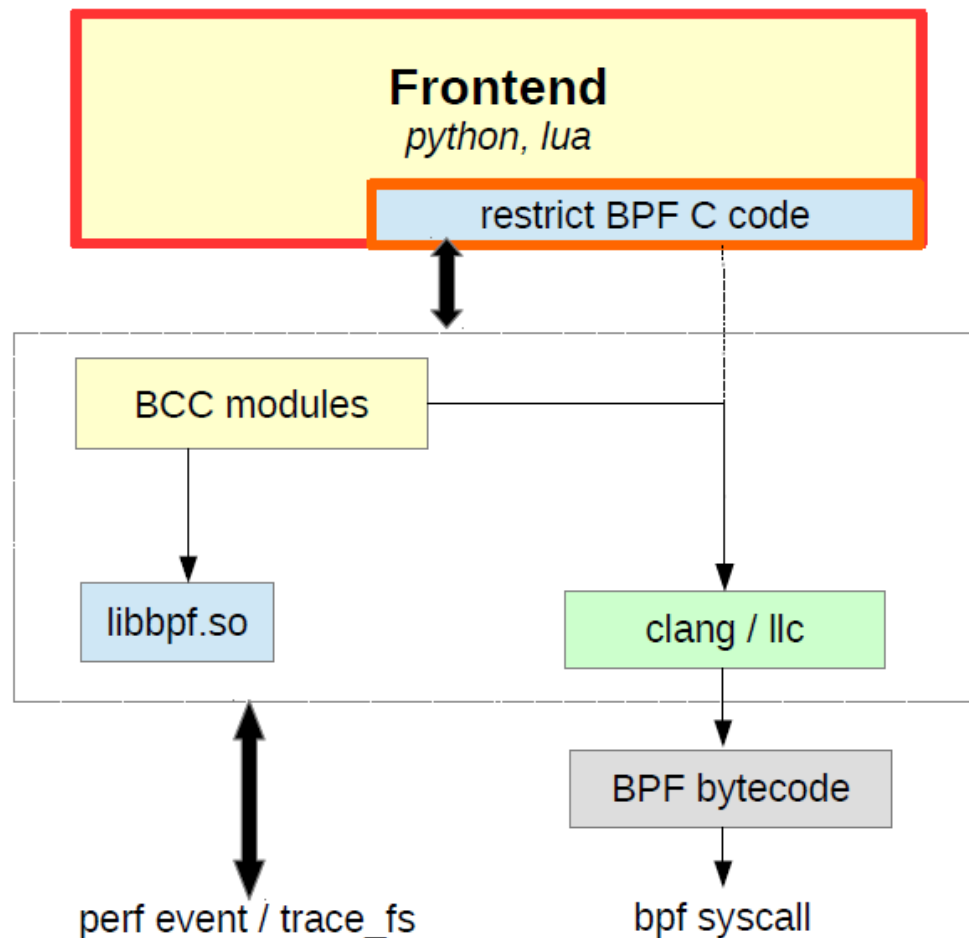 Frontend
python, lua
restrict BPF C code
BCC modules
libbpf.so
clang / llc
BPF bytecode
perf event / trace_fs
bpf syscall